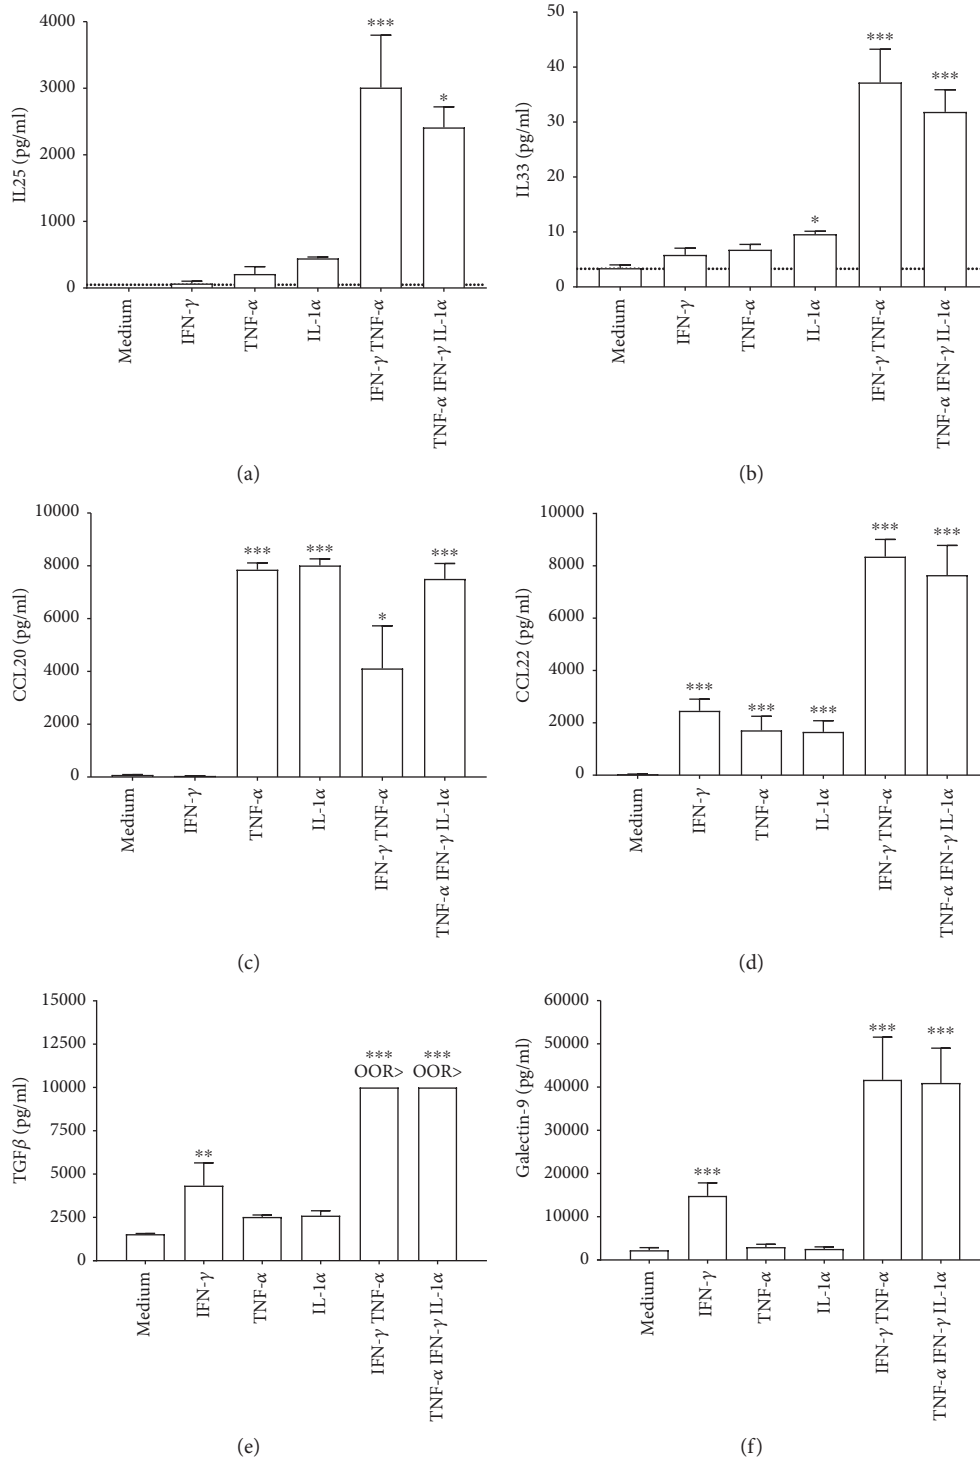 4000
3000
2000
1000
0
IL25 (pg/ml)
***
*
Medium
IFN-γ
TNF-α
IL-1α
IFN-γ TNF-α
TNF-α IFN-γ IL-1α
(a)
50
40
30
20
10
0
IL33 (pg/ml)
*
***
***
Medium
IFN-γ
TNF-α
IL-1α
IFN-γ TNF-α
TNF-α IFN-γ IL-1α
(b)
10000
8000
6000
4000
2000
0
CCL20 (pg/ml)
***
***
*
***
Medium
IFN-γ
TNF-α
IL-1α
IFN-γ TNF-α
TNF-α IFN-γ IL-1α
(c)
10000
8000
6000
4000
2000
0
CCL22 (pg/ml)
***
***
***
***
***
Medium
IFN-γ
TNF-α
IL-1α
IFN-γ TNF-α
TNF-α IFN-γ IL-1α
(d)
15000
12500
10000
7500
5000
2500
0
TGFβ (pg/ml)
**
*** ***
OOR> OOR>
Medium
IFN-γ
TNF-α
IL-1α
IFN-γ TNF-α
TNF-α IFN-γ IL-1α
(e)
60000
50000
40000
30000
20000
10000
0
Galectin-9 (pg/ml)
***
***
***
Medium
IFN-γ
TNF-α
IL-1α
IFN-γ TNF-α
TNF-α IFN-γ IL-1α
(f)